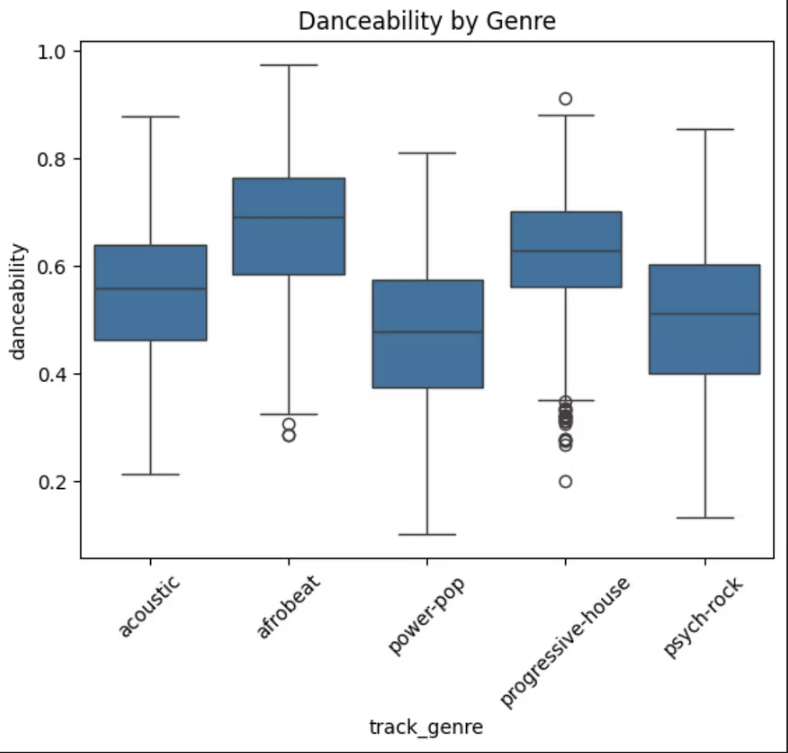 Danceability by Genre
danceability
1.0
0.8
0.6
0.4
0.2
acoustic
afrobeat
power-pop
progressive-house
psych-rock
track_genre